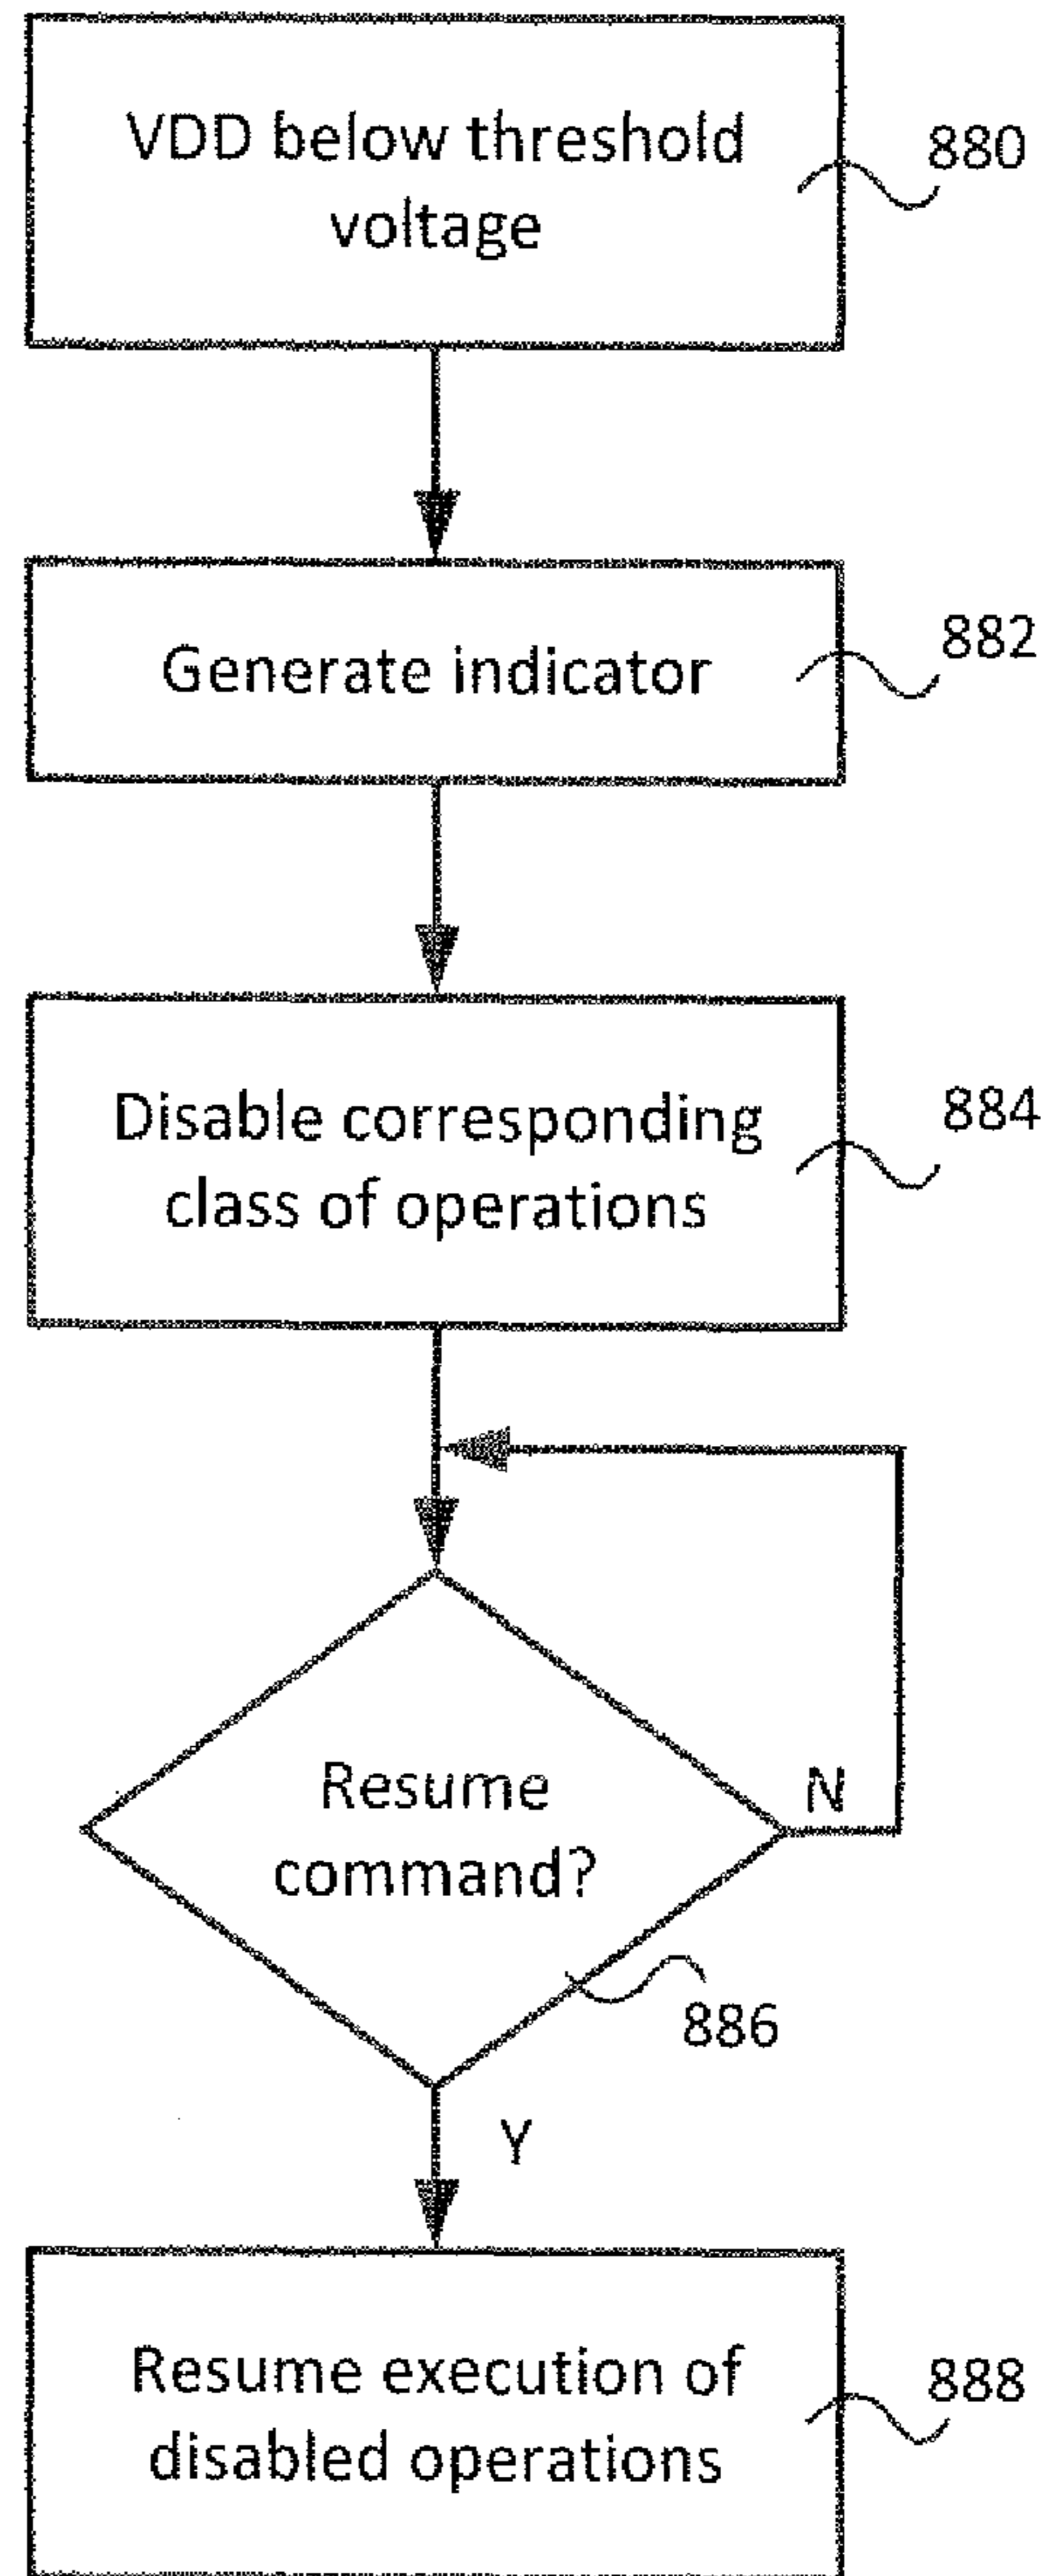 VDD below threshold
voltage
880
Generate indicator
882
Disable corresponding
class of operations
884
Resume
command?
N
886
Y
Resume execution of
disabled operations
888